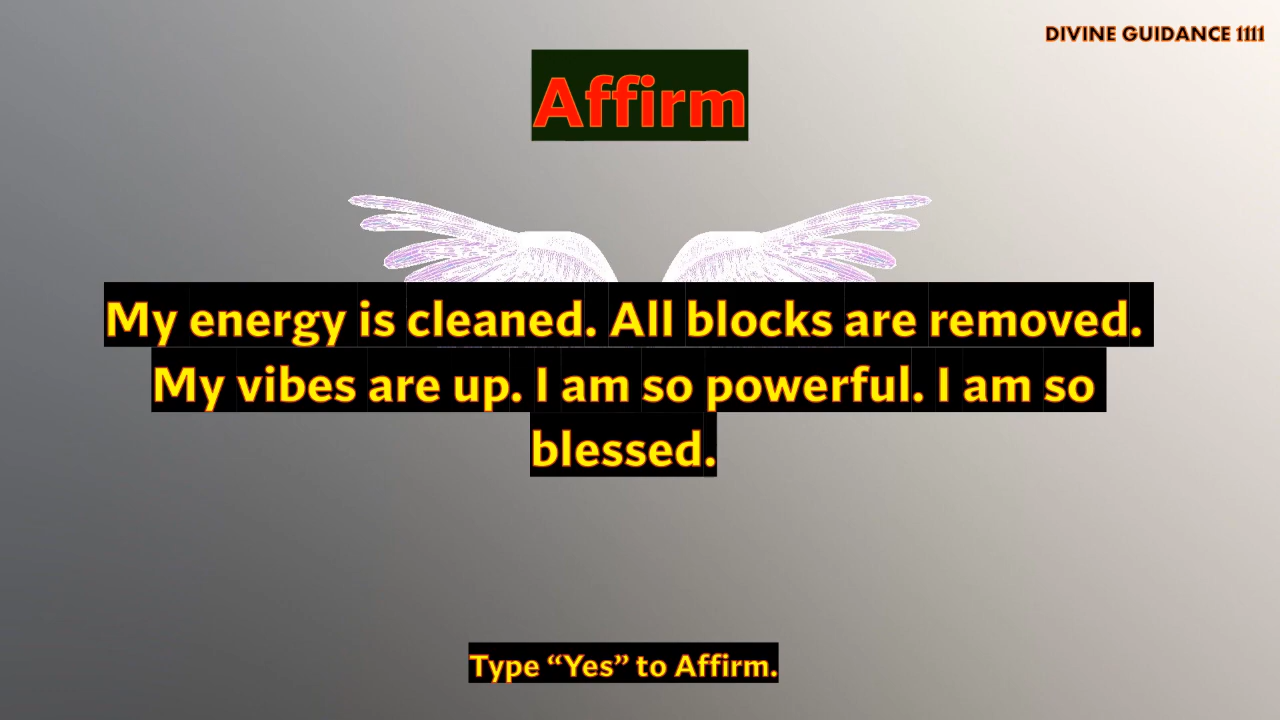 DIVINE GUIDANCE 1111
Affirm
My energy is cleaned. All blocks are removed.
My vibes are up. I am so powerful. I am so
blessed.
Type “Yes” to Affirm.